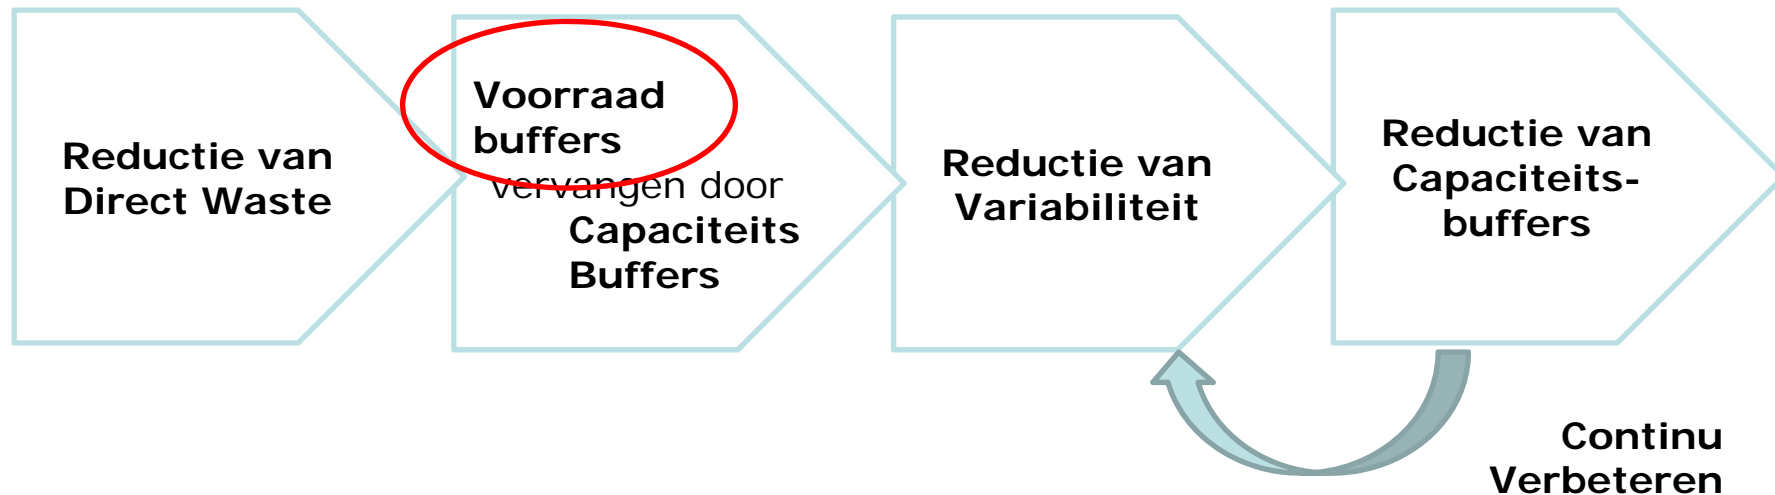 Reductie van
Direct Waste
Voorraad
buffers
vervangen door
Capaciteits
Buffers
Reductie van
Variabiliteit
Reductie van
Capaciteits-
buffers
Continu
Verbeteren